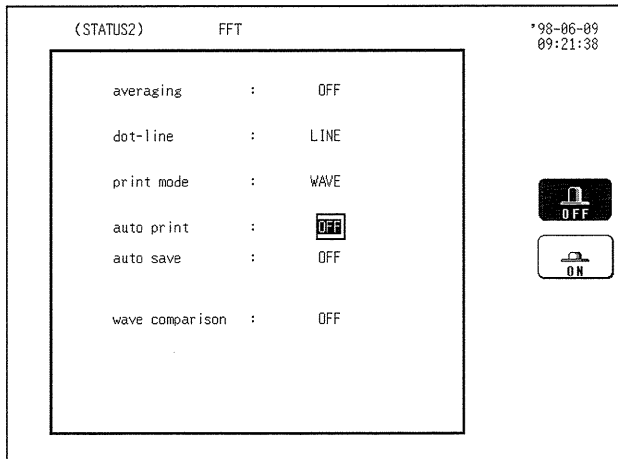 (STATUS2) FFT '98-06-09
09:21:38
averaging : OFF
dot-line : LINE
print mode : WAVE
auto print : OFF
auto save : OFF
wave comparison : OFF
OFF
ON